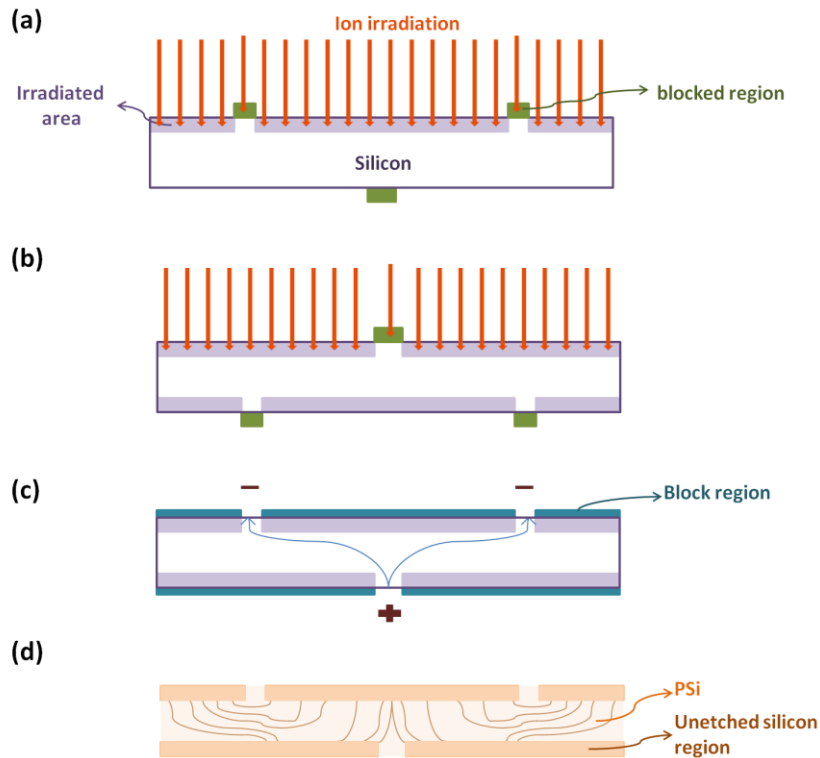 (a)
Ion irradiation
Irradiated
area
blocked region
Silicon
(b)
(c)
Block region
(d)
PSi
Unetched silicon
region